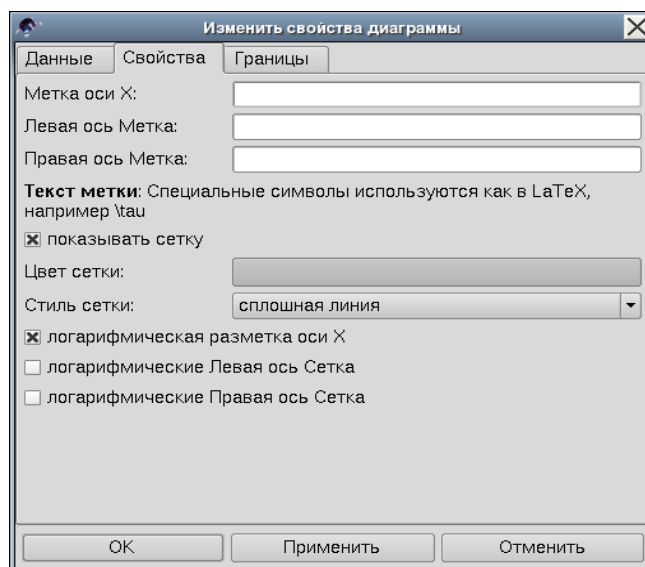 Изменить свойства диаграммы
Данные Свойства Границы
Метка оси X:
Левая ось Метка:
Правая ось Метка:
Текст метки: Специальные символы используются как в LaTeX,
например \tau
показывать сетку
Цвет сетки:
Стиль сетки: сплошная линия
логарифмическая разметка оси X
логарифмические Левая ось Сетка
логарифмические Правая ось Сетка
OK Применить Отменить